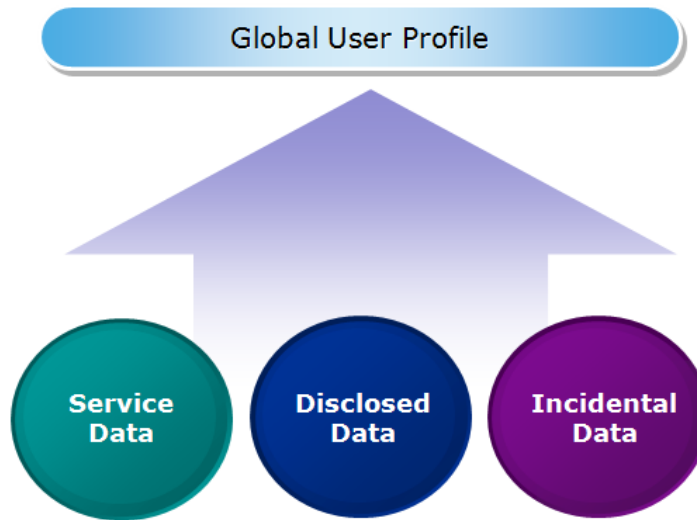 Global User Profile
Service
Data
Disclosed
Data
Incidental
Data